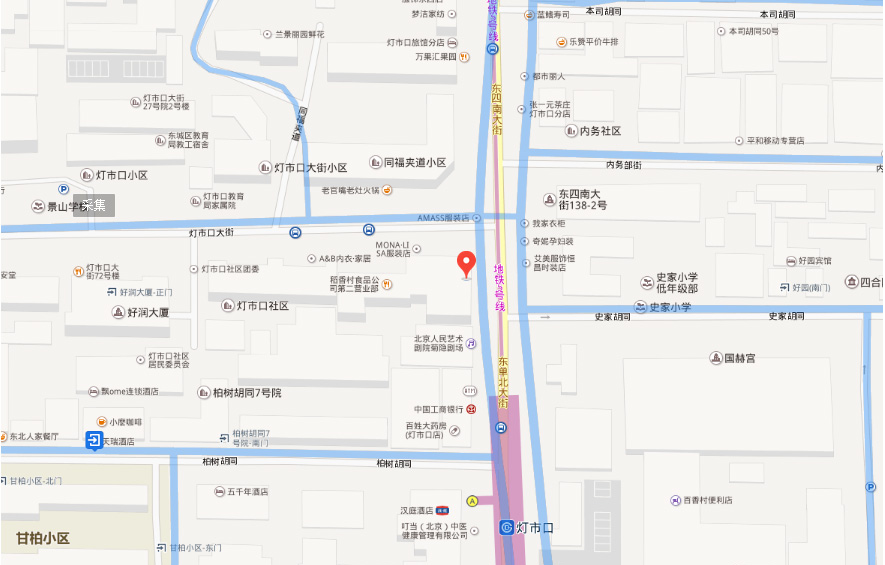 梦洁家纺
地铁5号线
蓝鳍寿司
本司胡同
本司胡同
兰景丽园鲜花
灯市口旅馆分店
乐赞平价牛排
本司胡同50号
万果汇果园
都市丽人
东四南大街
灯市口大街
27号院2号楼
同福夹道
张一元茶庄
灯市口分店
东城区教育
局教工宿舍
内务社区
平和移动专营店
灯市口小区
灯市口大街小区
同福夹道小区
内务部街
老官嘴老灶火锅
灯市口教育
局家属院
东四南大
街138-2号
景山学校
采集
AMASS服装店
我家衣柜
灯市口大街
MONA·LI
SA服装店
奇妮孕妇装
A&B内衣·家居
艾美服饰恒
昌时装店
好园宾馆
安堂
灯市口大
街72号楼
灯市口社区团委
稻香村食品公
司第二营业部
地铁5号线
史家小学
低年级部
好园(南门)
四合院
好润大厦-正门
灯市口社区
史家小学
好润大厦
史家胡同
史家胡同
北京人民艺术
剧院菊隐剧场
灯市口社区
居民委员会
国赫宫
东单北大街
飘ome连锁酒店
柏树胡同7号院
中国工商银行
小磨咖啡
百姓大药房
(灯市口店)
东北人家餐厅
天瑞酒店
柏树胡同7
号院-南门
柏树胡同
柏树胡同
甘柏小区-北门
五千年酒店
百香村便利店
汉庭酒店
A
灯市口
叮当（北京）中医
健康管理有限公司
甘柏小区
甘柏小区-东门